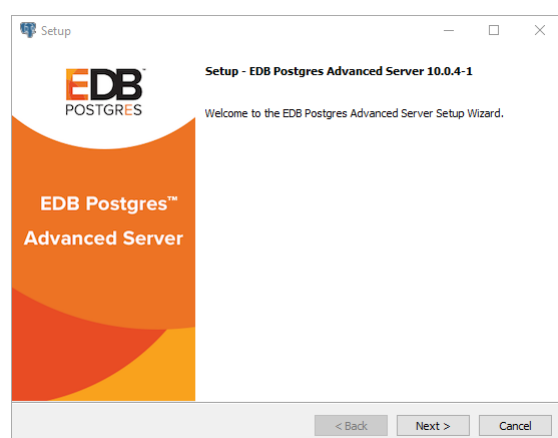 Setup
EDB
POSTGRES
Setup - EDB Postgres Advanced Server 10.0.4-1
Welcome to the EDB Postgres Advanced Server Setup Wizard.
EDB Postgres™
Advanced Server
< Back Next > Cancel